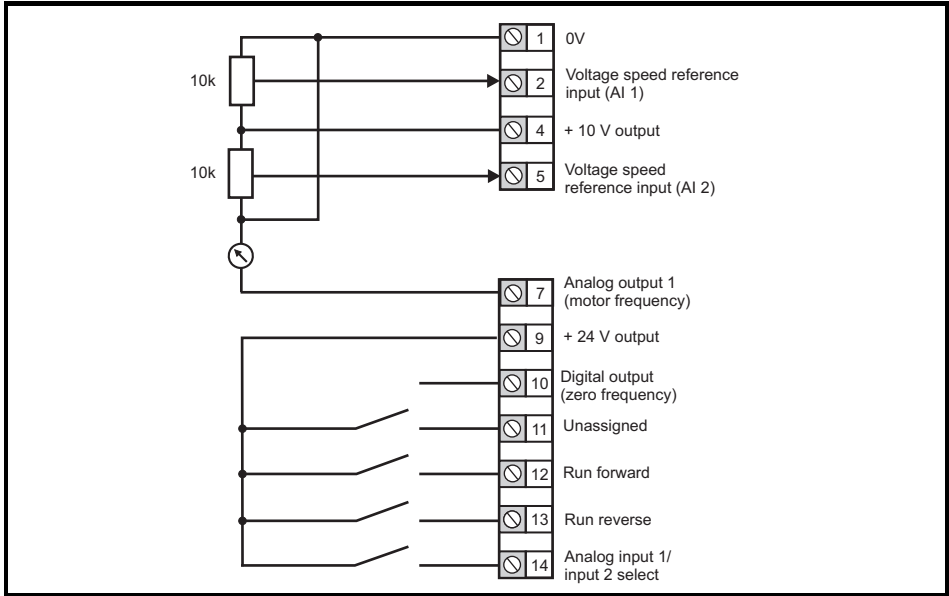 1 0V
10k
2 Voltage speed reference
input (AI 1)
4 + 10 V output
10k
5 Voltage speed
reference input (AI 2)
7 Analog output 1
(motor frequency)
9 + 24 V output
10 Digital output
(zero frequency)
11 Unassigned
12 Run forward
13 Run reverse
14 Analog input 1/
input 2 select